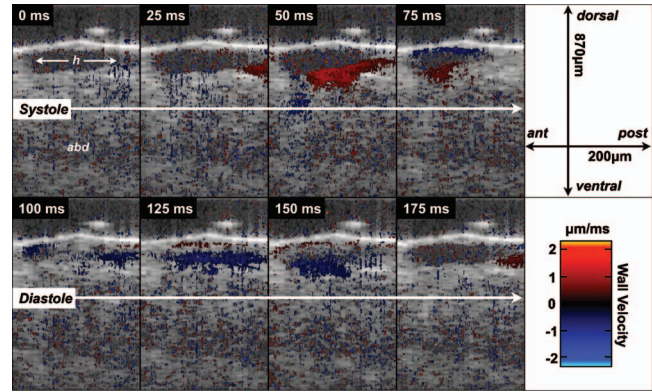 0 ms
25 ms
50 ms
75 ms
h
Systole
abd
dorsal
870µm
ant
post
200µm
ventral
100 ms
125 ms
150 ms
175 ms
Diastole
µm/ms
2
1
0
-1
-2
Wall Velocity